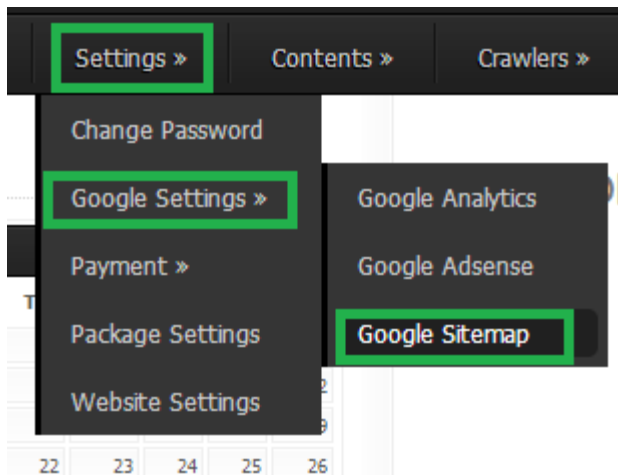 Settings »
Contents »
Crawlers »
Change Password
Google Settings »
Google Analytics
Payment »
Google Adsense
T
Package Settings
Google Sitemap
Website Settings
22 23 24 25 26